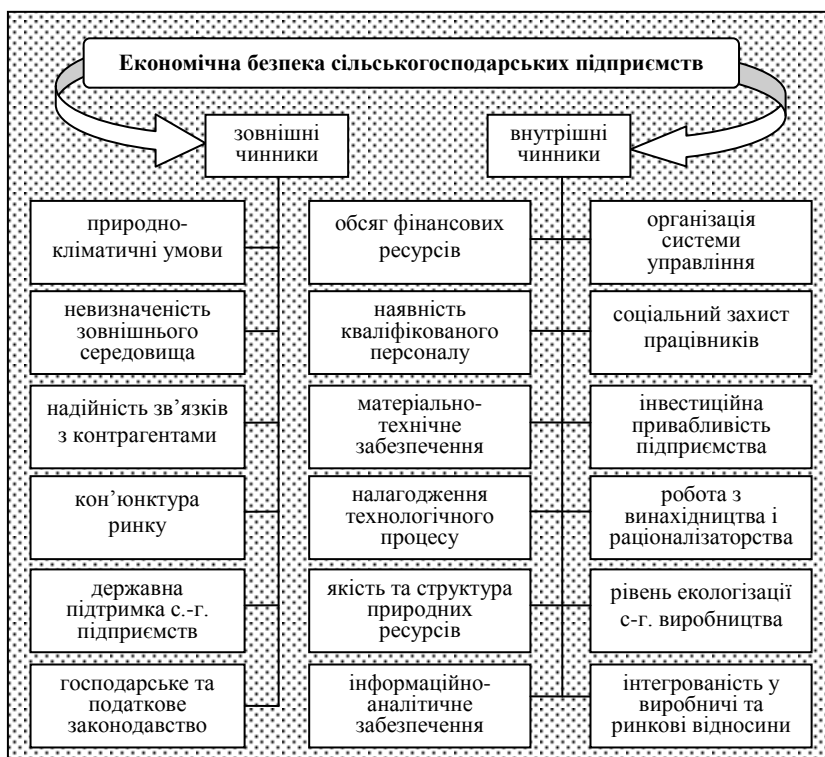 Економічна безпека сільськогосподарських підприємств
зовнішні
чинники
внутрішні
чинники
природно-
кліматичні умови
невизначеність
зовнішнього
середовища
надійність зв’язків
з контрагентами
кон’юнктура
ринку
державна
підтримка с.-г.
підприємств
господарське та
податкове
законодавство
обсяг фінансових
ресурсів
наявність
кваліфікованого
персоналу
матеріально-
технічне
забезпечення
налагодження
технологічного
процесу
якість та структура
природних
ресурсів
інформаційно-
аналітичне
забезпечення
організація
системи
управління
соціальний захист
працівників
інвестиційна
привабливість
підприємства
робота з
винахідництва і
раціоналізаторства
рівень екологізації
с-г. виробництва
інтегрованість у
виробничі та
ринкові відносини